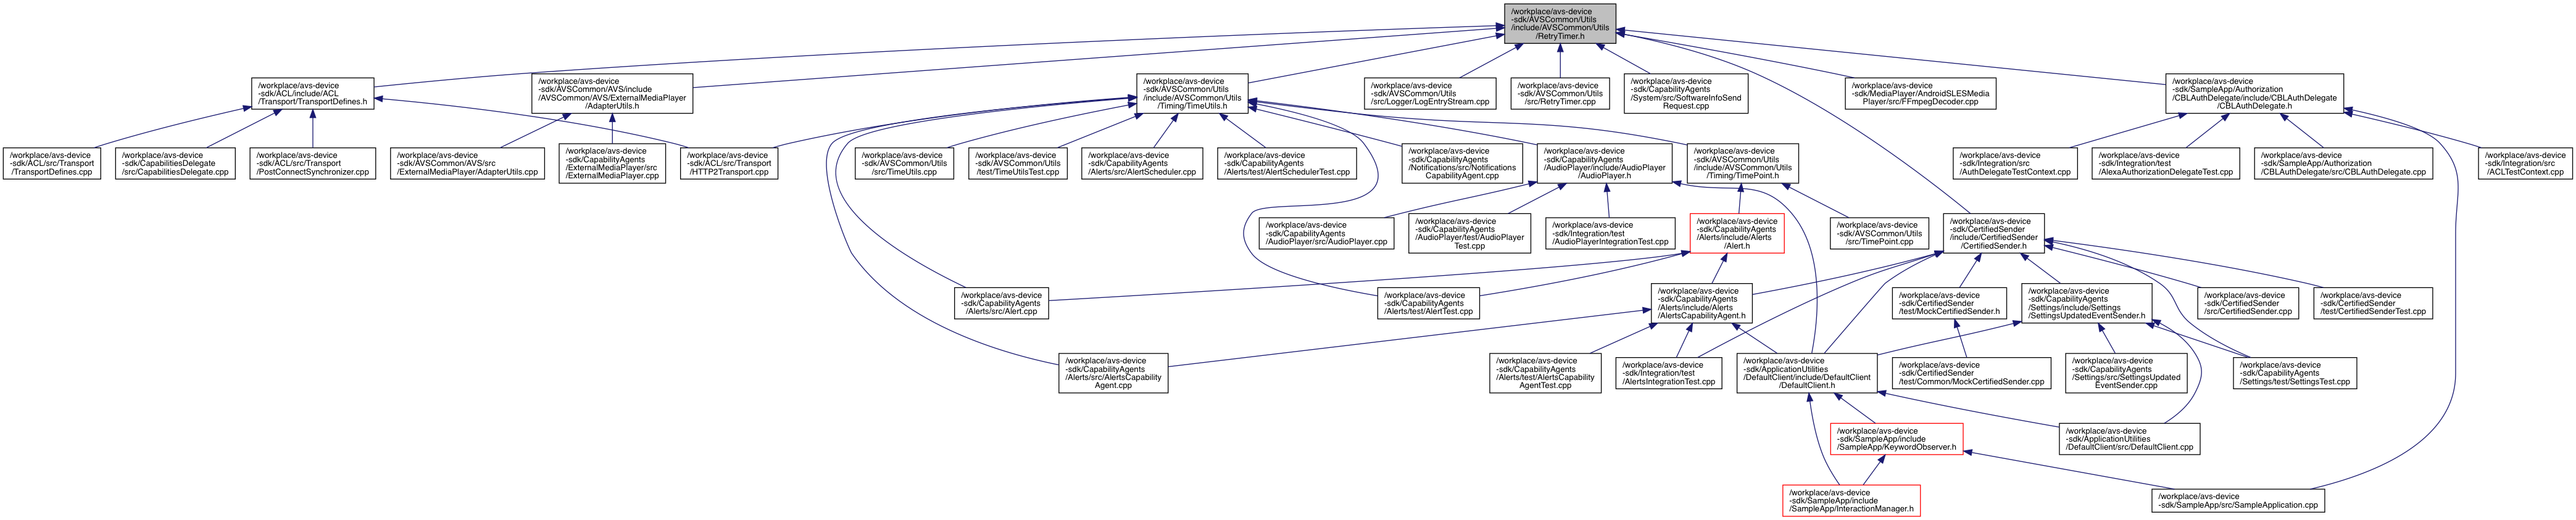 /workplace/avs-device
-sdk/AVSCommon/Utils
/include/AVSCommon/Utils
/RetryTimer.h
/workplace/avs-device
-sdk/ACL/include/ACL
/Transport/TransportDefines.h
/workplace/avs-device
-sdk/AVSCommon/AVS/include
/AVSCommon/AVS/ExternalMediaPlayer
/AdapterUtils.h
/workplace/avs-device
-sdk/AVSCommon/Utils
/include/AVSCommon/Utils
/Timing/TimeUtils.h
/workplace/avs-device
-sdk/AVSCommon/Utils
/src/Logger/LogEntryStream.cpp
/workplace/avs-device
-sdk/AVSCommon/Utils
/src/RetryTimer.cpp
/workplace/avs-device
-sdk/CapabilityAgents
/System/src/SoftwareInfoSend
Request.cpp
/workplace/avs-device
-sdk/MediaPlayer/AndroidSLESMedia
Player/src/FFmpegDecoder.cpp
/workplace/avs-device
-sdk/SampleApp/Authorization
/CBLAuthDelegate/include/CBLAuthDelegate
/CBLAuthDelegate.h
/workplace/avs-device
-sdk/ACL/src/Transport
/TransportDefines.cpp
/workplace/avs-device
-sdk/CapabilitiesDelegate
/src/CapabilitiesDelegate.cpp
/workplace/avs-device
-sdk/ACL/src/Transport
/PostConnectSynchronizer.cpp
/workplace/avs-device
-sdk/AVSCommon/AVS/src
/ExternalMediaPlayer/AdapterUtils.cpp
/workplace/avs-device
-sdk/CapabilityAgents
/ExternalMediaPlayer/src
/ExternalMediaPlayer.cpp
/workplace/avs-device
-sdk/ACL/src/Transport
/HTTP2Transport.cpp
/workplace/avs-device
-sdk/AVSCommon/Utils
/src/TimeUtils.cpp
/workplace/avs-device
-sdk/AVSCommon/Utils
/test/TimeUtilsTest.cpp
/workplace/avs-device
-sdk/CapabilityAgents
/Alerts/src/AlertScheduler.cpp
/workplace/avs-device
-sdk/CapabilityAgents
/Alerts/test/AlertSchedulerTest.cpp
/workplace/avs-device
-sdk/CapabilityAgents
/Notifications/src/Notifications
CapabilityAgent.cpp
/workplace/avs-device
-sdk/CapabilityAgents
/AudioPlayer/include/AudioPlayer
/AudioPlayer.h
/workplace/avs-device
-sdk/AVSCommon/Utils
/include/AVSCommon/Utils
/Timing/TimePoint.h
/workplace/avs-device
-sdk/Integration/src
/AuthDelegateTestContext.cpp
/workplace/avs-device
-sdk/Integration/test
/AlexaAuthorizationDelegateTest.cpp
/workplace/avs-device
-sdk/SampleApp/Authorization
/CBLAuthDelegate/src/CBLAuthDelegate.cpp
/workplace/avs-device
-sdk/Integration/src
/ACLTestContext.cpp
/workplace/avs-device
-sdk/CapabilityAgents
/AudioPlayer/src/AudioPlayer.cpp
/workplace/avs-device
-sdk/CapabilityAgents
/AudioPlayer/test/AudioPlayer
Test.cpp
/workplace/avs-device
-sdk/Integration/test
/AudioPlayerIntegrationTest.cpp
/workplace/avs-device
-sdk/CapabilityAgents
/Alerts/include/Alerts
/Alert.h
/workplace/avs-device
-sdk/AVSCommon/Utils
/src/TimePoint.cpp
/workplace/avs-device
-sdk/CertifiedSender
/include/CertifiedSender
/CertifiedSender.h
/workplace/avs-device
-sdk/CapabilityAgents
/Alerts/src/Alert.cpp
/workplace/avs-device
-sdk/CapabilityAgents
/Alerts/test/AlertTest.cpp
/workplace/avs-device
-sdk/CapabilityAgents
/Alerts/include/Alerts
/AlertsCapabilityAgent.h
/workplace/avs-device
-sdk/CertifiedSender
/test/MockCertifiedSender.h
/workplace/avs-device
-sdk/CapabilityAgents
/Settings/include/Settings
/SettingsUpdatedEventSender.h
/workplace/avs-device
-sdk/CertifiedSender
/src/CertifiedSender.cpp
/workplace/avs-device
-sdk/CertifiedSender
/test/CertifiedSenderTest.cpp
/workplace/avs-device
-sdk/CapabilityAgents
/Alerts/src/AlertsCapability
Agent.cpp
/workplace/avs-device
-sdk/CapabilityAgents
/Alerts/test/AlertsCapability
AgentTest.cpp
/workplace/avs-device
-sdk/Integration/test
/AlertsIntegrationTest.cpp
/workplace/avs-device
-sdk/ApplicationUtilities
/DefaultClient/include/DefaultClient
/DefaultClient.h
/workplace/avs-device
-sdk/CertifiedSender
/test/Common/MockCertifiedSender.cpp
/workplace/avs-device
-sdk/CapabilityAgents
/Settings/src/SettingsUpdated
EventSender.cpp
/workplace/avs-device
-sdk/CapabilityAgents
/Settings/test/SettingsTest.cpp
/workplace/avs-device
-sdk/SampleApp/include
/SampleApp/KeywordObserver.h
/workplace/avs-device
-sdk/ApplicationUtilities
/DefaultClient/src/DefaultClient.cpp
/workplace/avs-device
-sdk/SampleApp/include
/SampleApp/InteractionManager.h
/workplace/avs-device
-sdk/SampleApp/src/SampleApplication.cpp